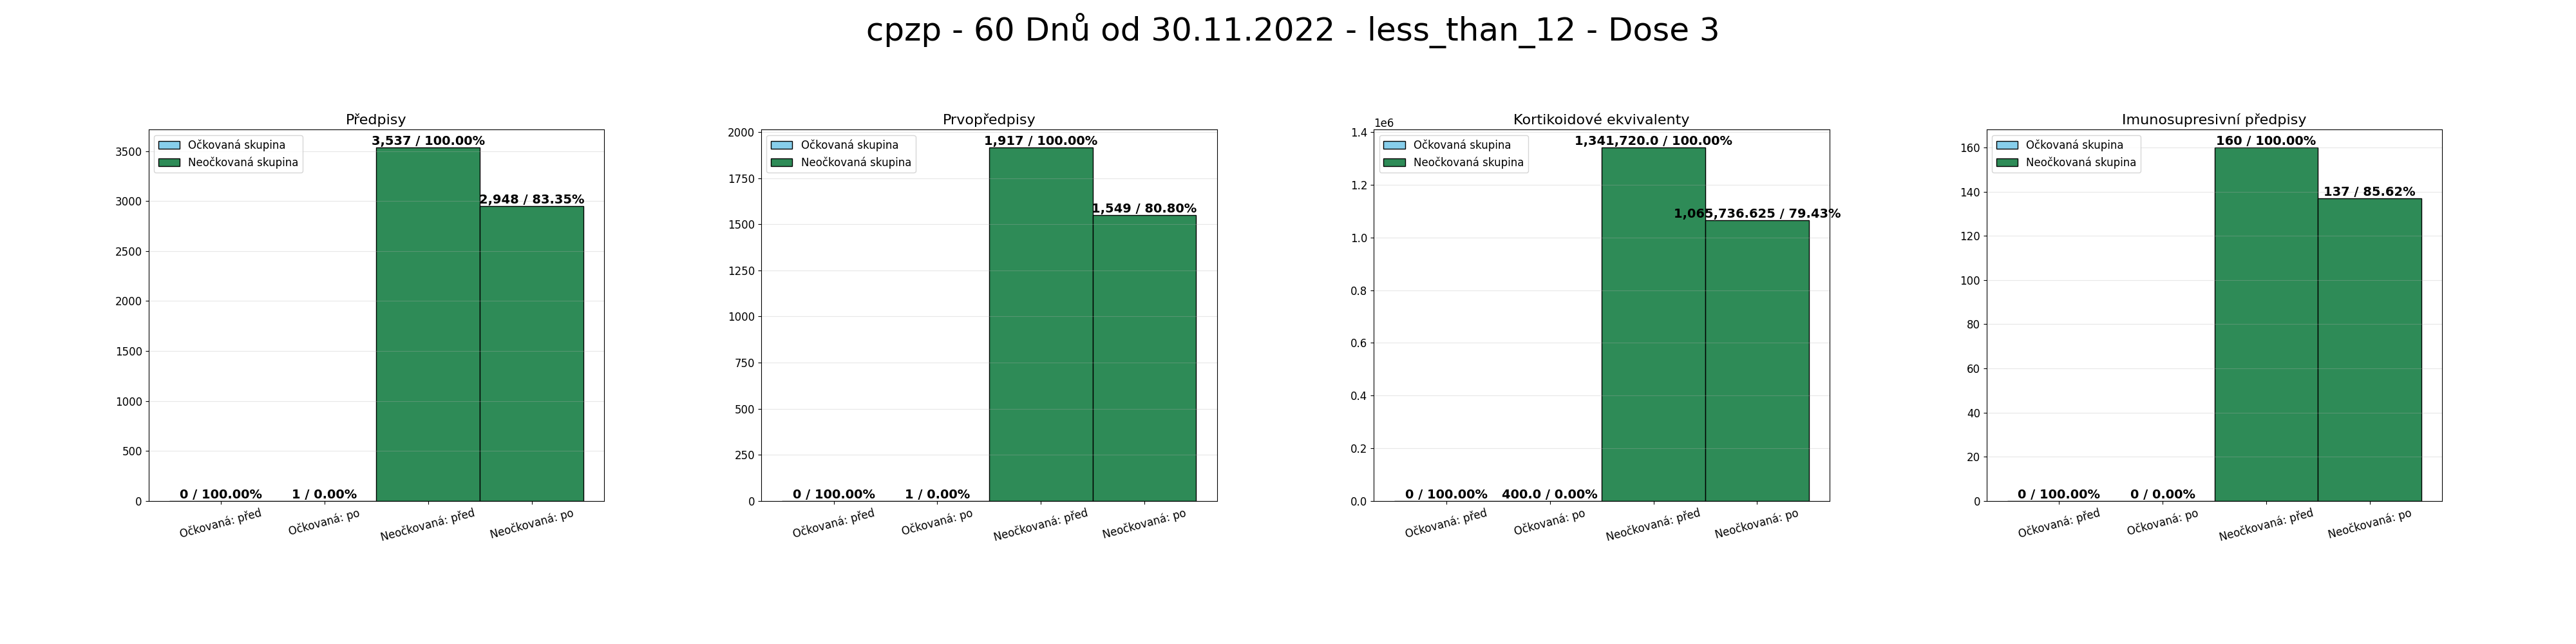 cpzp - 60 Dnů od 30.11.2022 - less_than_12 - Dose 3
Předpisy
Očkovaná skupina
Neočkovaná skupina
3,537 / 100.00%
2,948 / 83.35%
0 / 100.00%
1 / 0.00%
3500
3000
2500
2000
1500
1000
500
0
Očkovaná: před
Očkovaná: po
Neočkovaná: před
Neočkovaná: po
Prvopředpisy
Očkovaná skupina
Neočkovaná skupina
1,917 / 100.00%
1,549 / 80.80%
0 / 100.00%
1 / 0.00%
2000
1750
1500
1250
1000
750
500
250
0
Očkovaná: před
Očkovaná: po
Neočkovaná: před
Neočkovaná: po
Kortikoidové ekvivalenty
1e6
Očkovaná skupina
Neočkovaná skupina
1,341,720.0 / 100.00%
1,065,736.625 / 79.43%
0 / 100.00%
400.0 / 0.00%
1.4
1.2
1.0
0.8
0.6
0.4
0.2
0.0
Očkovaná: před
Očkovaná: po
Neočkovaná: před
Neočkovaná: po
Imunosupresivní předpisy
Očkovaná skupina
Neočkovaná skupina
160 / 100.00%
137 / 85.62%
0 / 100.00%
0 / 0.00%
160
140
120
100
80
60
40
20
0
Očkovaná: před
Očkovaná: po
Neočkovaná: před
Neočkovaná: po